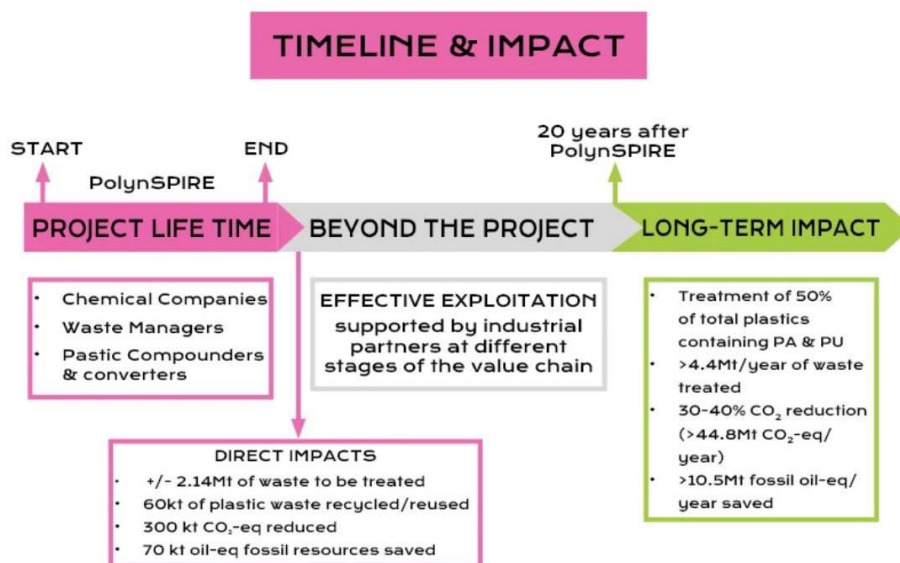 TIMELINE & IMPACT
START
END
20 years after
PolynSPIRE
PolynSPIRE
PROJECT LIFE TIME
BEYOND THE PROJECT
LONG-TERM IMPACT
• Chemical Companies
• Waste Managers
• Pastic Compounders
& converters
EFFECTIVE EXPLOITATION
supported by industrial
partners at different
stages of the value chain
• Treatment of 50%
of total plastics
containing PA & PU
• >4.4Mt/year of waste
treated
• 30-40% CO₂ reduction
(>44.8Mt CO₂-eq/
year)
• >10.5Mt fossil oil-eq/
year saved
DIRECT IMPACTS
• +/- 2.14Mt of waste to be treated
• 60kt of plastic waste recycled/reused
• 300 kt CO₂-eq reduced
• 70 kt oil-eq fossil resources saved